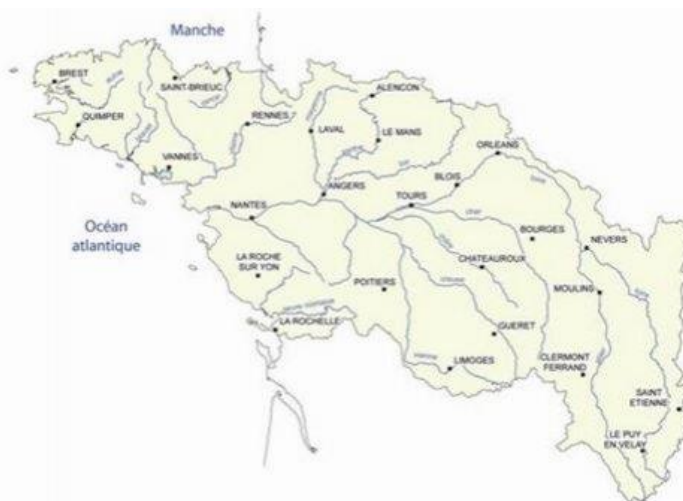 Manche
BREST
SAINT-BRIEUC
ALENCON
QUIMPER
RENNES
LAVAL
LE MANS
ORLEANS
VANNES
ANGERS
BLOIS
TOURS
NANTES
Océan
atlantique
BOURGES
NEVERS
LA ROCHE
SUR YON
CHATEAUROUX
POITIERS
MOULINS
LA ROCHELLE
GUERET
LIMOGES
CLERMONT
FERRAND
SAINT
ETIENNE
LE PUY
EN VELAY